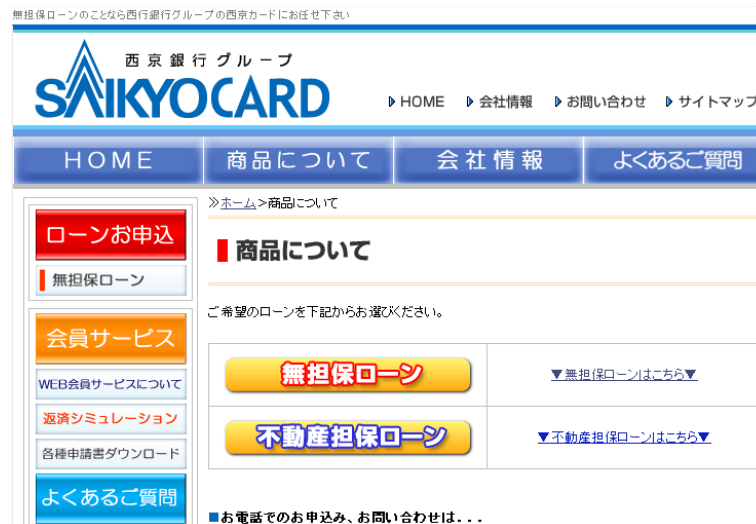 無担保ローンのことなら西行銀行グループの西京カードにお任せ下さい
西京銀行グループ
SAIKYOCARD
HOME 会社情報 お問い合わせ サイトマップ
HOME 商品について 会社情報 よくあるご質問
≫ホーム>商品について
ローンお申込
商品について
無担保ローン
ご希望のローンを下記からお選びください。
会員サービス
無担保ローン ▼無担保ローンはこちら▼
WEB会員サービスについて
返済シミュレーション
不動産担保ローン ▼不動産担保ローンはこちら▼
各種申請書ダウンロード
よくあるご質問
■お電話でのお申込み、お問い合わせは...